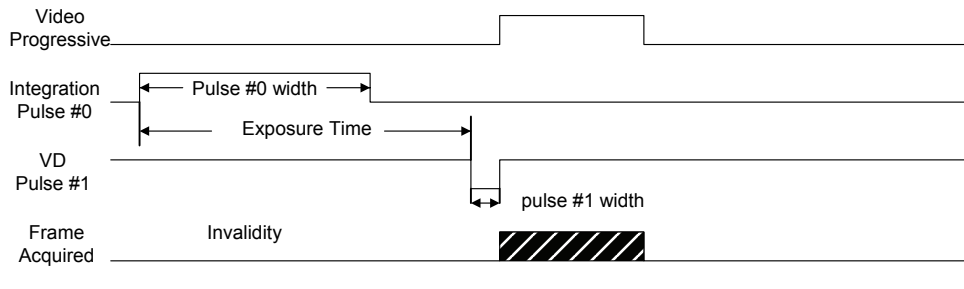 Video
Progressive
Integration
Pulse #0
Pulse #0 width
Exposure Time
VD
Pulse #1
pulse #1 width
Frame
Acquired
Invalidity